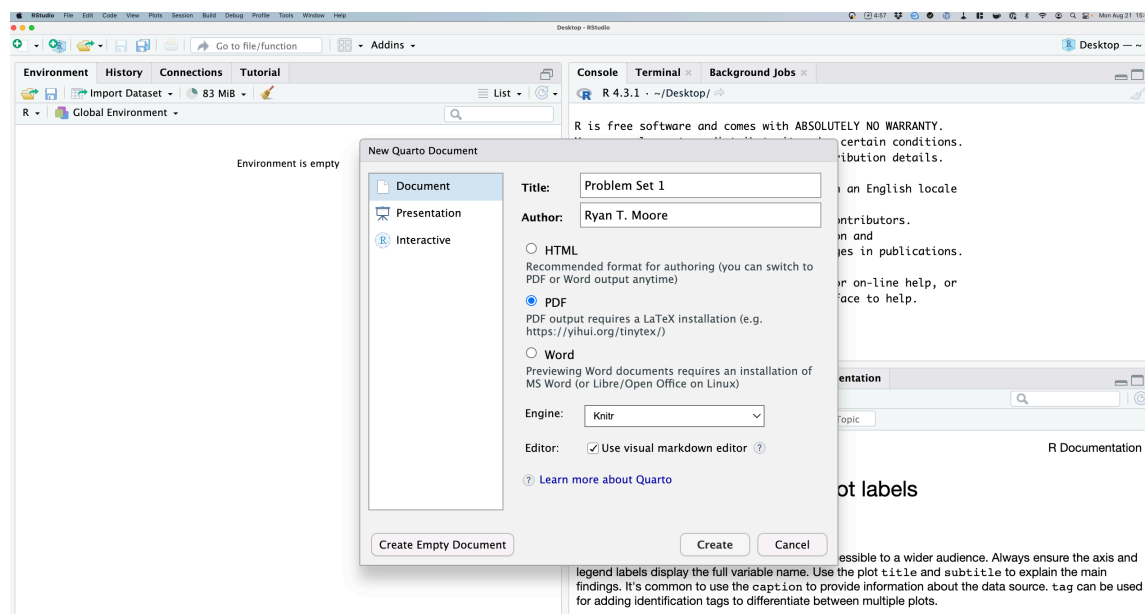 RStudio File Edit Code View Plots Session Build Debug Profile Tools Window Help
4:57
Mon Aug 21
Desktop - RStudio
Go to file/function
Addins
Desktop — ~
Environment History Connections Tutorial
Import Dataset
83 MiB
List
R
Global Environment
Environment is empty
Console Terminal Background Jobs
R 4.3.1 · ~/Desktop/
R is free software and comes with ABSOLUTELY NO WARRANTY.
certain conditions.
ibution details.
an English locale
ntributors.
on and
es in publications.
or on-line help, or
face to help.
New Quarto Document
Document
Presentation
Interactive
Title: Problem Set 1
Author: Ryan T. Moore
HTML
Recommended format for authoring (you can switch to
PDF or Word output anytime)
PDF
PDF output requires a LaTeX installation (e.g.
https://yihui.org/tinytex/)
Word
Previewing Word documents requires an installation of
MS Word (or Libre/Open Office on Linux)
Engine: Knitr
Editor: Use visual markdown editor ?
? Learn more about Quarto
Create Empty Document
Create
Cancel
entation
Topic
R Documentation
ot labels
essible to a wider audience. Always ensure the axis and
legend labels display the full variable name. Use the plot title and subtitle to explain the main
findings. It's common to use the caption to provide information about the data source. tag can be used
for adding identification tags to differentiate between multiple plots.